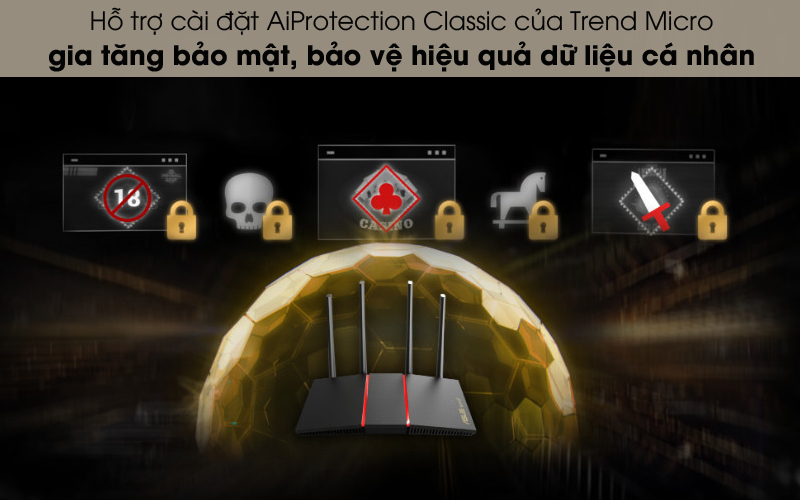 Hỗ trợ cài đặt AiProtection Classic của Trend Micro
gia tăng bảo mật, bảo vệ hiệu quả dữ liệu cá nhân
18
CASINO